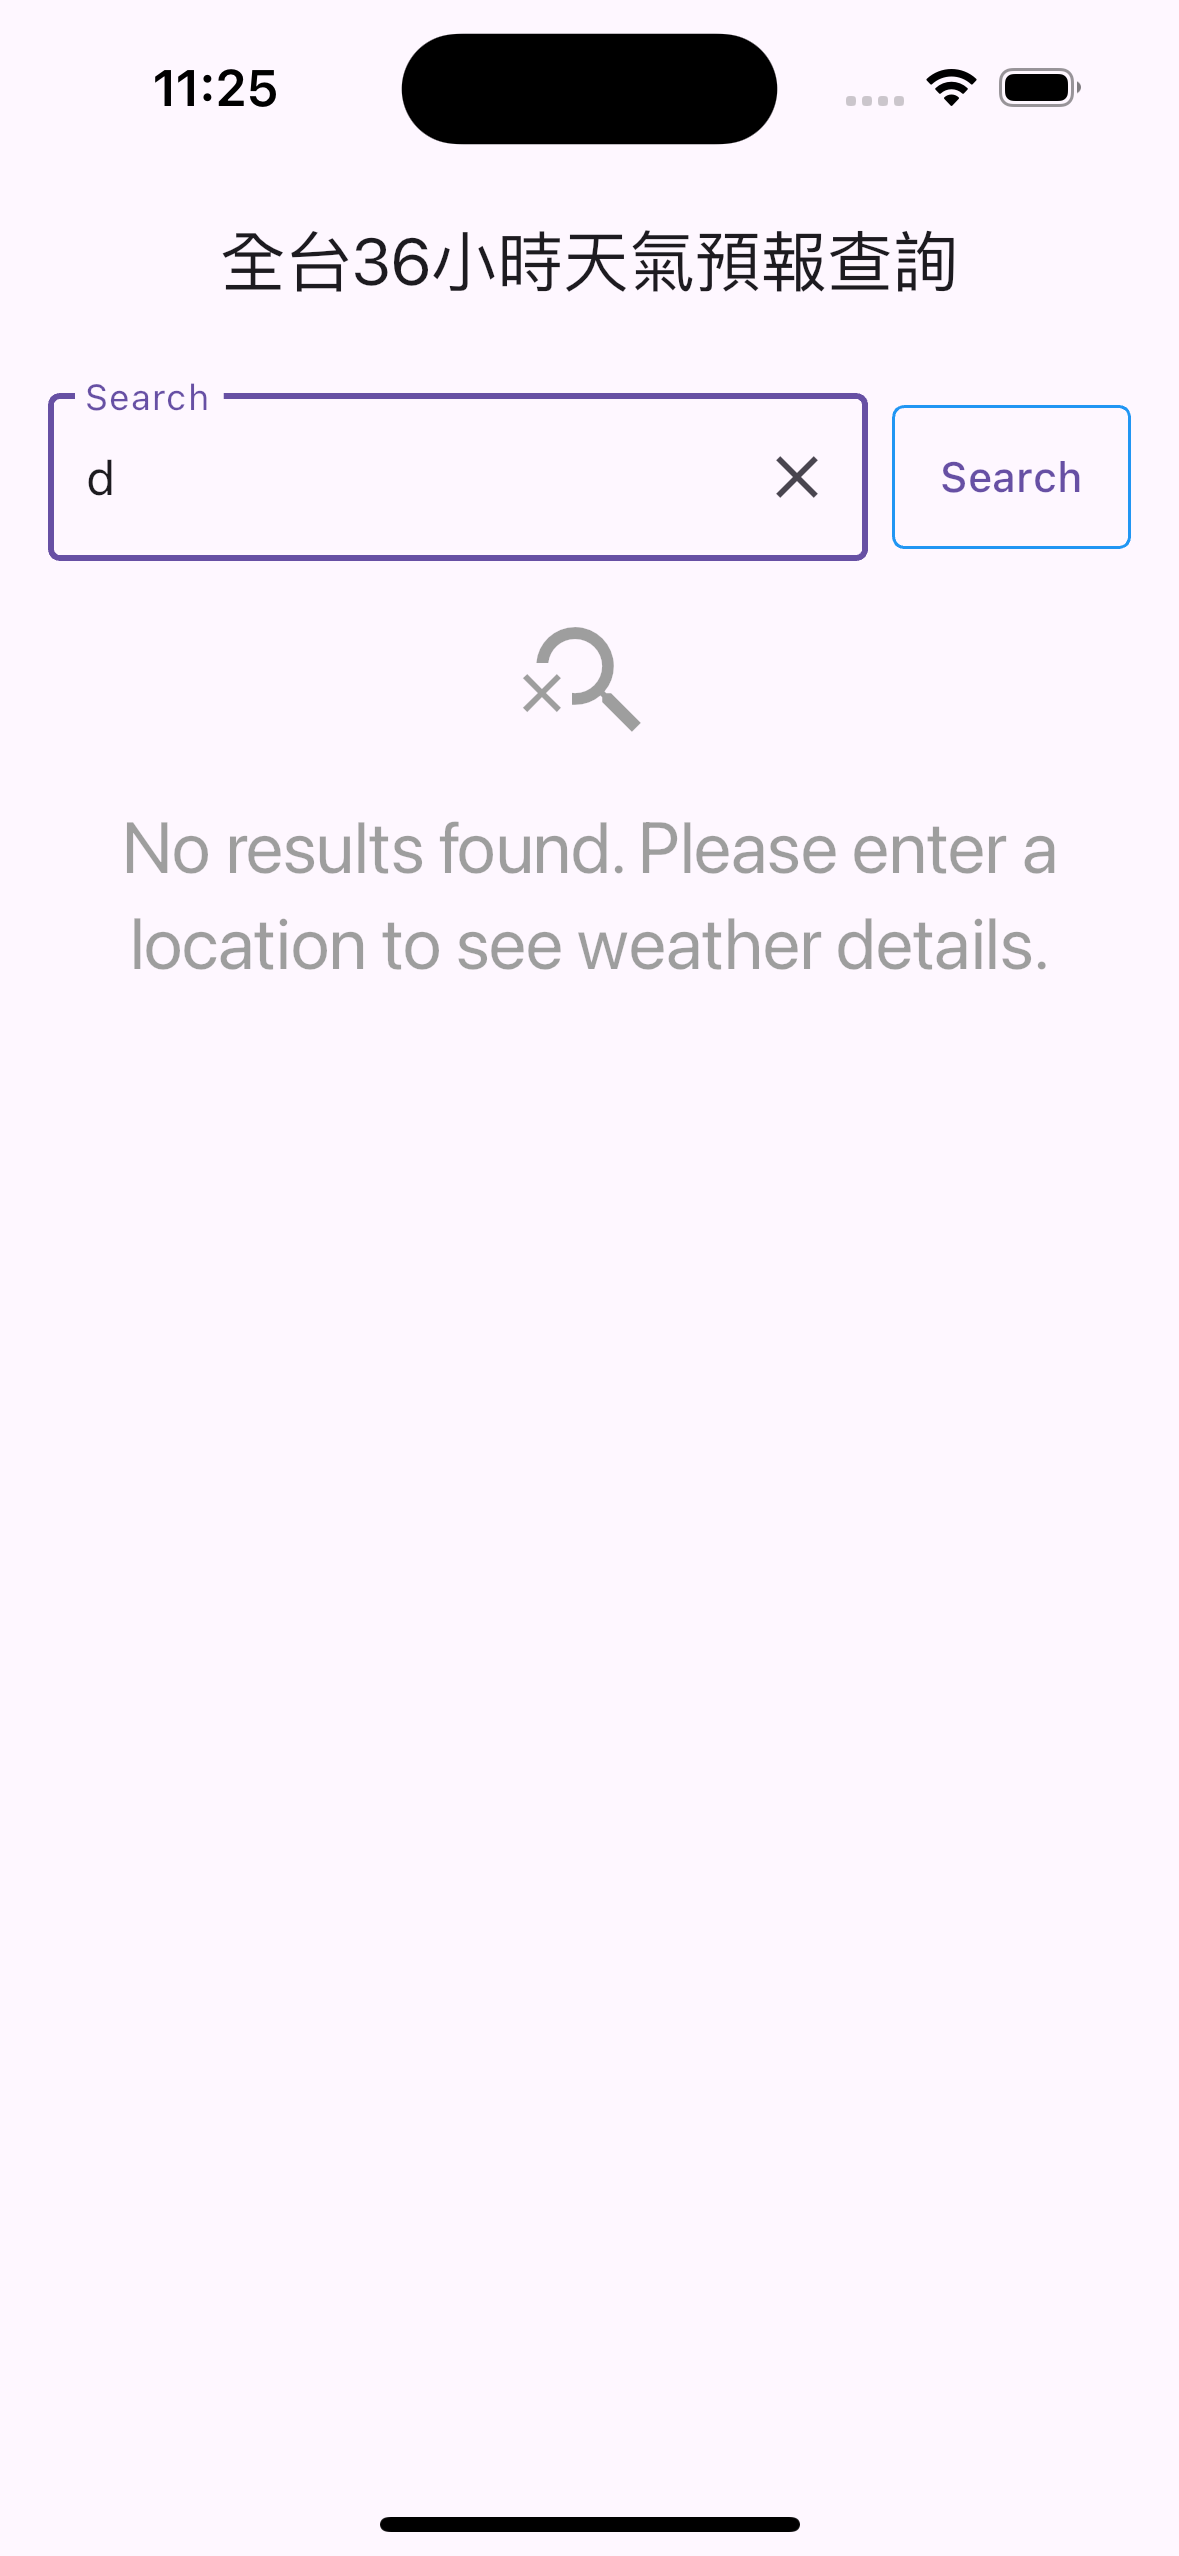 11:25
全台36小時天氣預報查詢
Search
d
Search
No results found. Please enter a
location to see weather details.